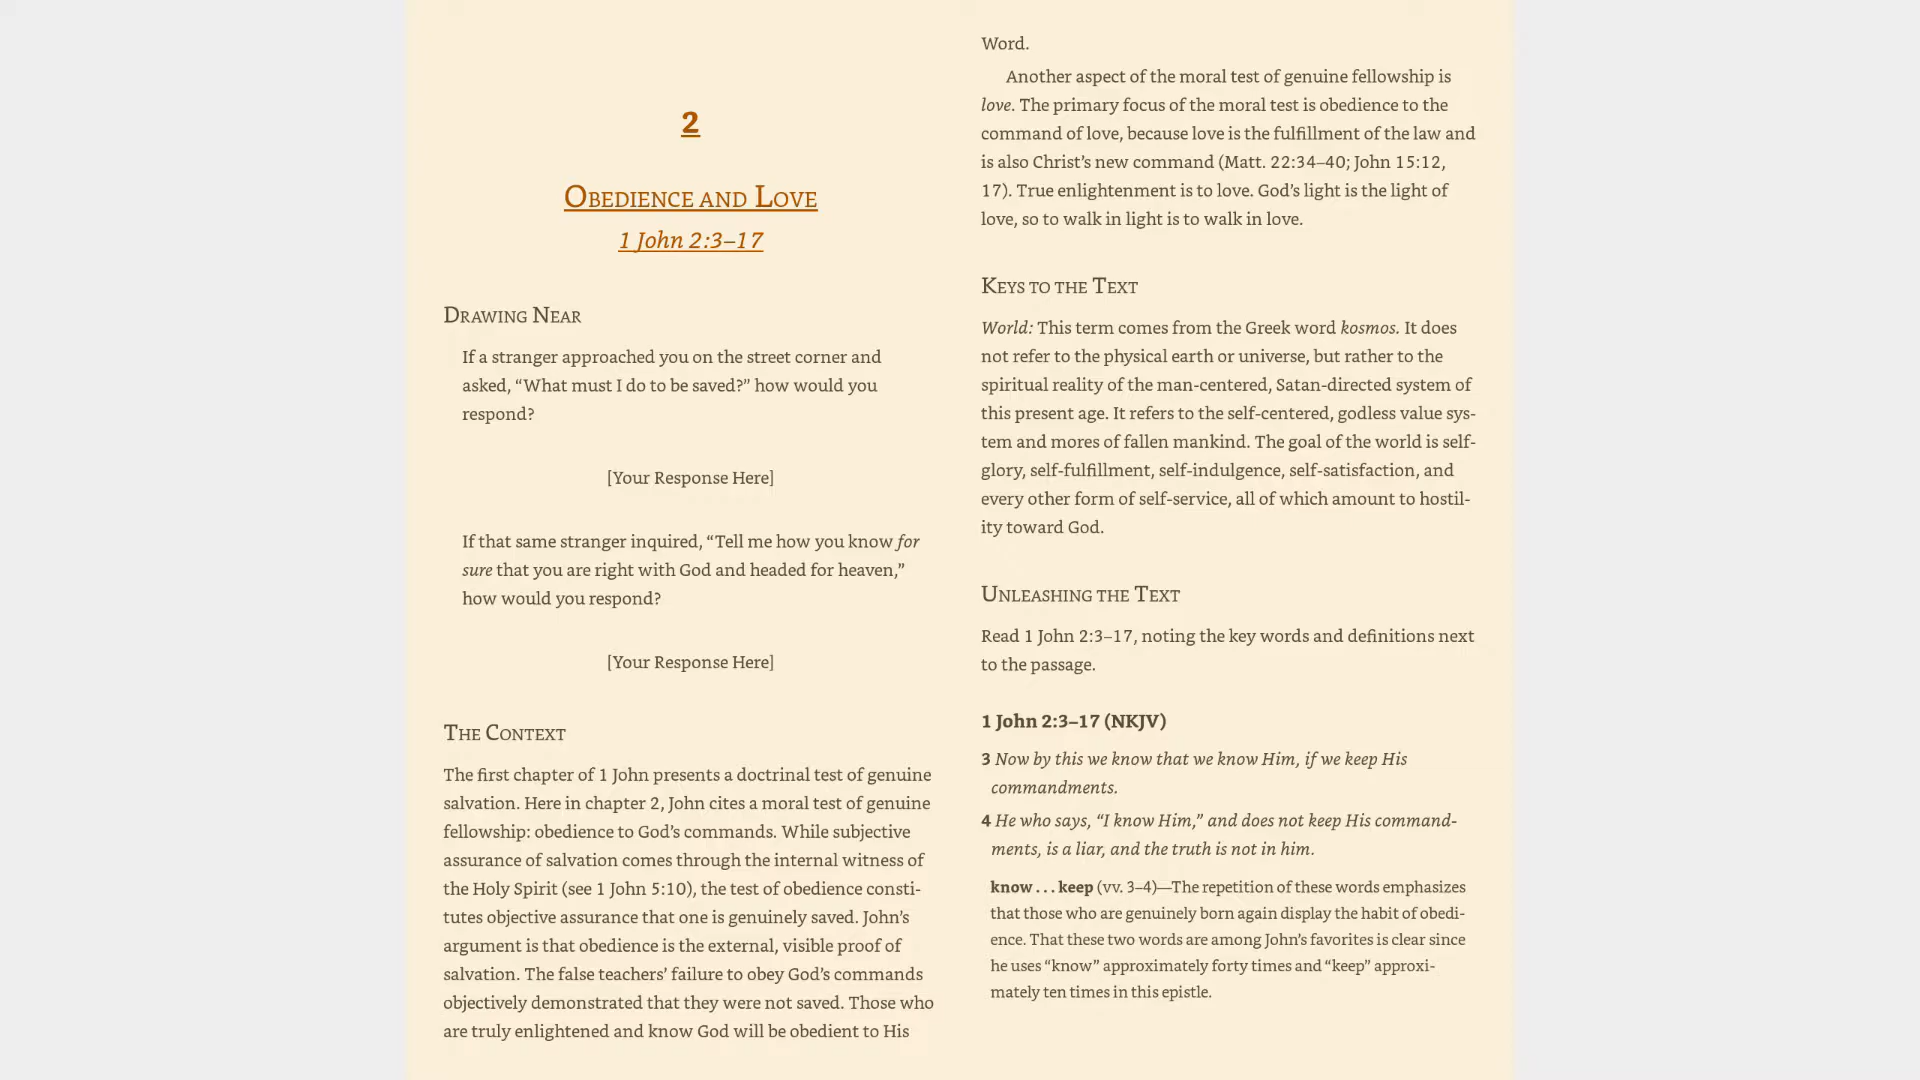 2
Obedience and Love
1 John 2:3–17
Drawing Near
If a stranger approached you on the street corner and
asked, “What must I do to be saved?” how would you
respond?
[Your Response Here]
If that same stranger inquired, “Tell me how you know for
sure that you are right with God and headed for heaven,”
how would you respond?
[Your Response Here]
The Context
The first chapter of 1 John presents a doctrinal test of genuine
salvation. Here in chapter 2, John cites a moral test of genuine
fellowship: obedience to God’s commands. While subjective
assurance of salvation comes through the internal witness of
the Holy Spirit (see 1 John 5:10), the test of obedience consti-
tutes objective assurance that one is genuinely saved. John’s
argument is that obedience is the external, visible proof of
salvation. The false teachers’ failure to obey God’s commands
objectively demonstrated that they were not saved. Those who
are truly enlightened and know God will be obedient to His
Word.
Another aspect of the moral test of genuine fellowship is
love. The primary focus of the moral test is obedience to the
command of love, because love is the fulfillment of the law and
is also Christ’s new command (Matt. 22:34–40; John 15:12,
17). True enlightenment is to love. God’s light is the light of
love, so to walk in light is to walk in love.
Keys to the Text
World: This term comes from the Greek word kosmos. It does
not refer to the physical earth or universe, but rather to the
spiritual reality of the man-centered, Satan-directed system of
this present age. It refers to the self-centered, godless value sys-
tem and mores of fallen mankind. The goal of the world is self-
glory, self-fulfillment, self-indulgence, self-satisfaction, and
every other form of self-service, all of which amount to hostil-
ity toward God.
Unleashing the Text
Read 1 John 2:3–17, noting the key words and definitions next
to the passage.
1 John 2:3–17 (NKJV)
3 Now by this we know that we know Him, if we keep His
commandments.
4 He who says, “I know Him,” and does not keep His command-
ments, is a liar, and the truth is not in him.
know . . . keep (vv. 3–4)—The repetition of these words emphasizes
that those who are genuinely born again display the habit of obedi-
ence. That these two words are among John’s favorites is clear since
he uses “know” approximately forty times and “keep” approxi-
mately ten times in this epistle.